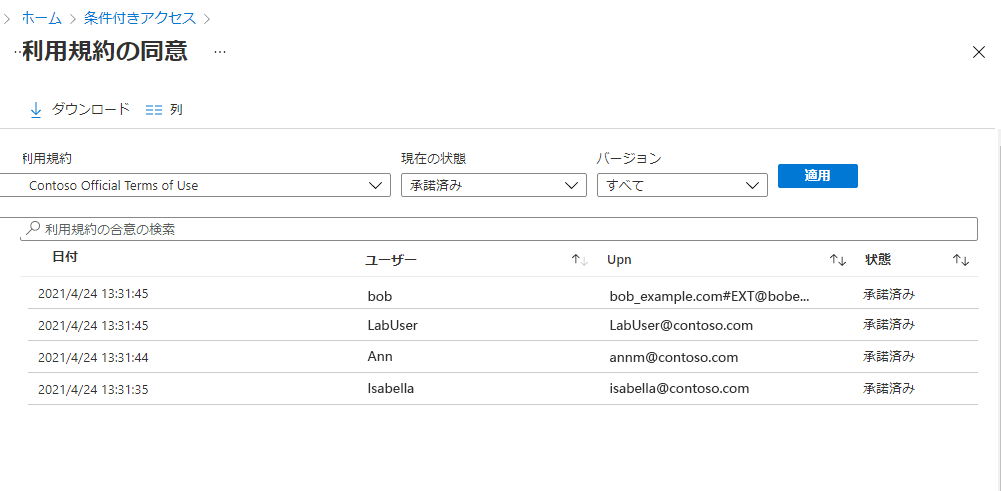 ホーム > 条件付きアクセス >
利用規約の同意 ...
ダウンロード 列
利用規約 現在の状態 バージョン
Contoso Official Terms of Use 承諾済み すべて 適用
利用規約の合意の検索
日付 ユーザー Upn 状態
2021/4/24 13:31:45 bob bob_example.com#EXT@bobe... 承諾済み
2021/4/24 13:31:45 LabUser LabUser@contoso.com 承諾済み
2021/4/24 13:31:44 Ann annm@contoso.com 承諾済み
2021/4/24 13:31:35 Isabella isabella@contoso.com 承諾済み